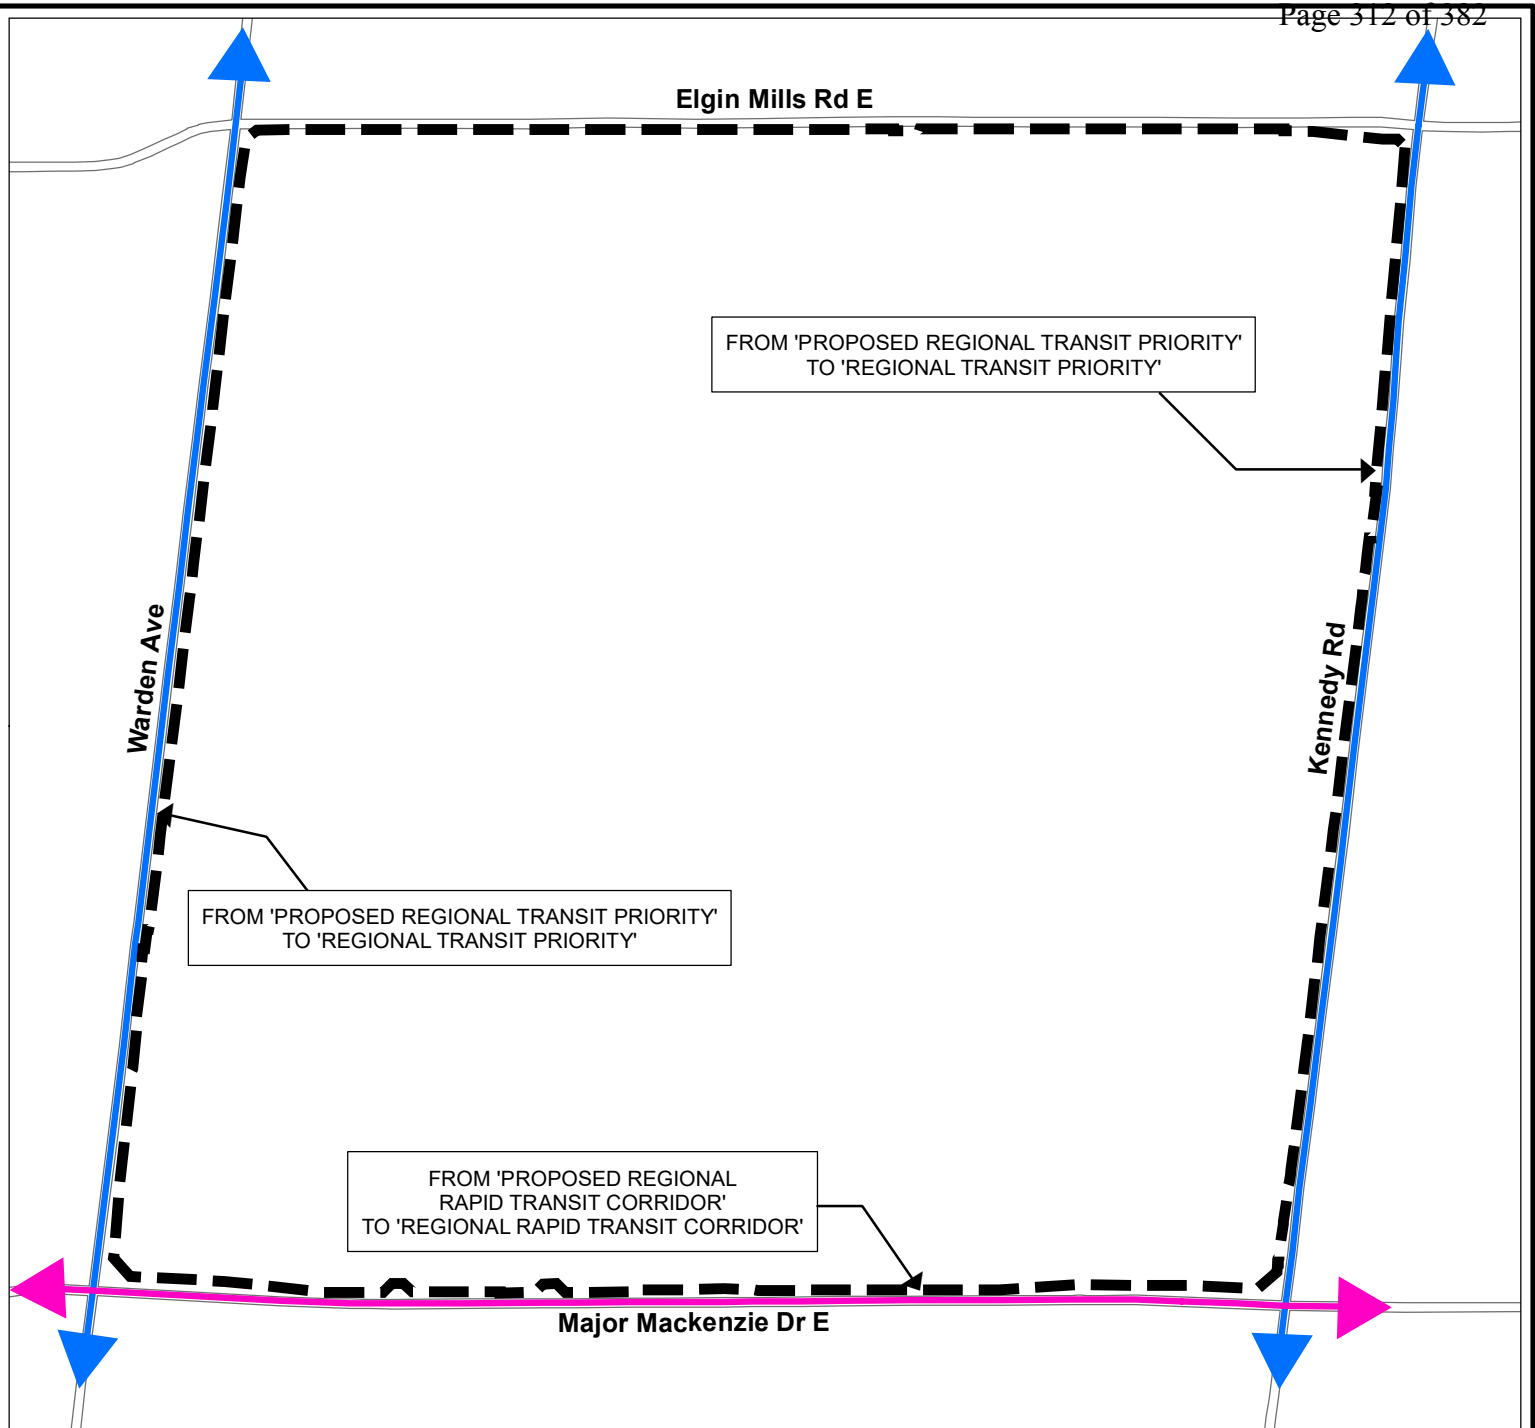 Page 312 of 382
Elgin Mills Rd E
FROM 'PROPOSED REGIONAL TRANSIT PRIORITY'
TO 'REGIONAL TRANSIT PRIORITY'
Warden Ave
Kennedy Rd
FROM 'PROPOSED REGIONAL TRANSIT PRIORITY'
TO 'REGIONAL TRANSIT PRIORITY'
FROM 'PROPOSED REGIONAL
RAPID TRANSIT CORRIDOR'
TO 'REGIONAL RAPID TRANSIT CORRIDOR'
Major Mackenzie Dr E